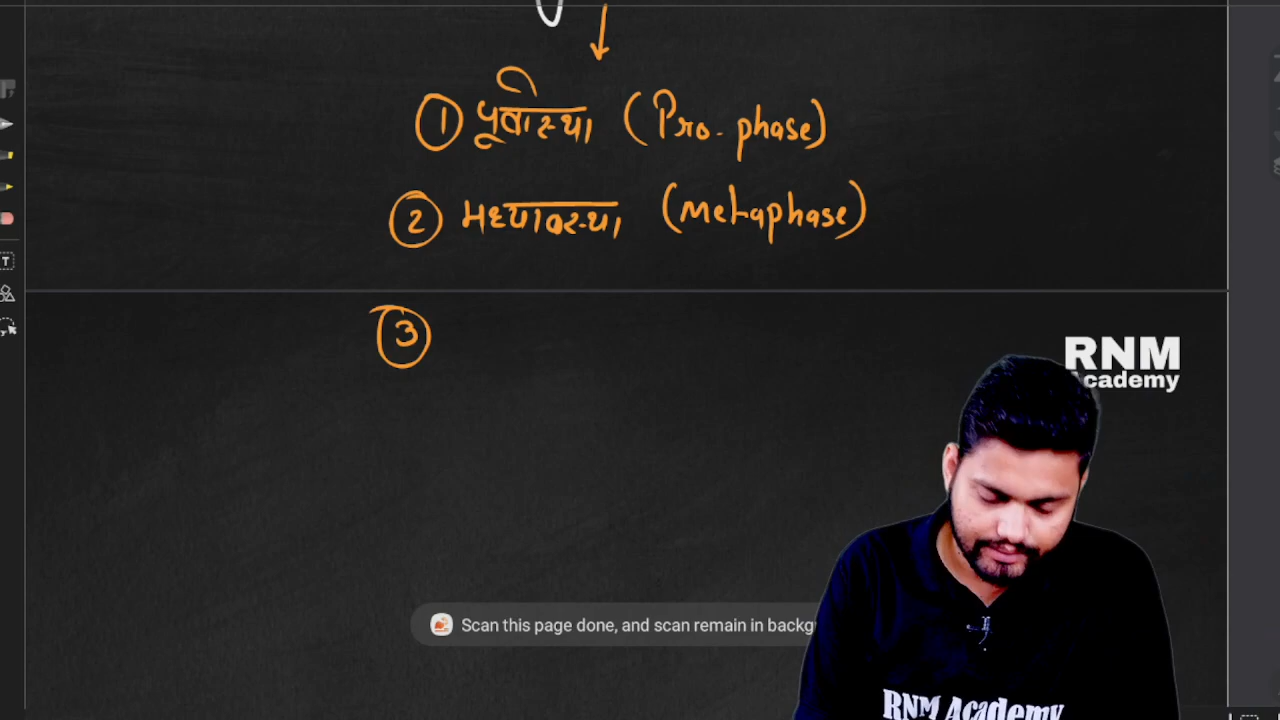 ① पूर्वास्था (Pro-phase)
② मध्यावस्था (Metaphase)
③
RNM
Academy
Scan this page done, and scan remain in backg
RNM Academy